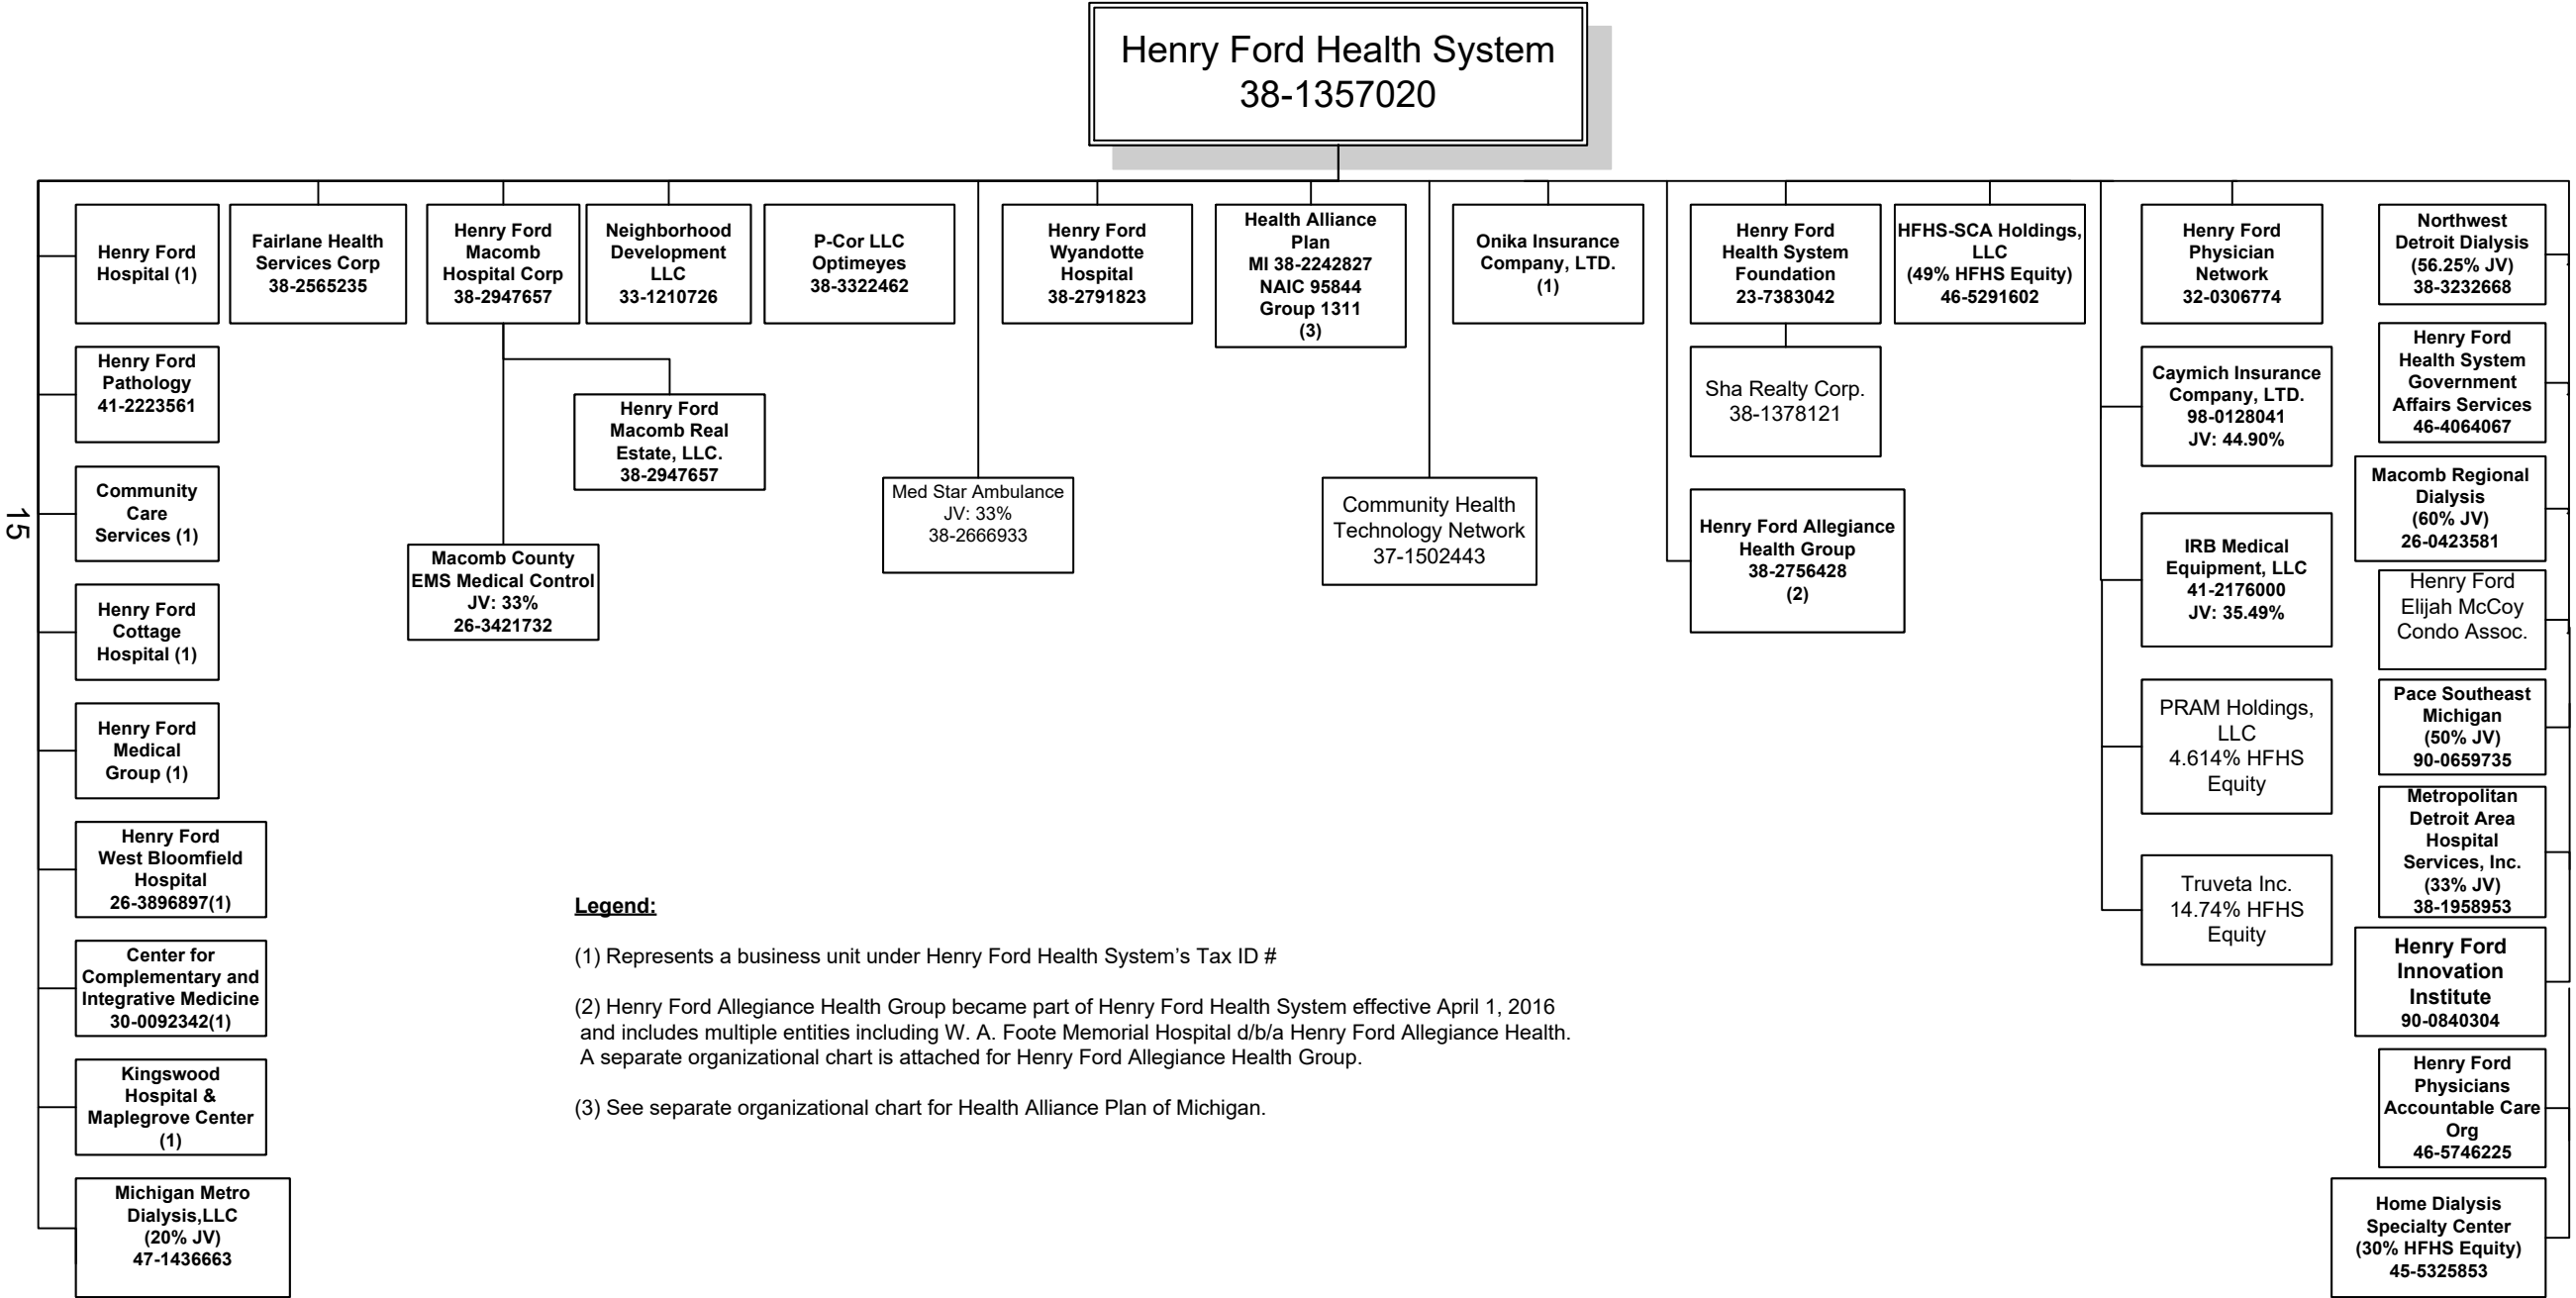 Henry Ford Health System
38-1357020
Henry Ford
Hospital (1)
Fairlane Health
Services Corp
38-2565235
Henry Ford
Macomb
Hospital Corp
38-2947657
Neighborhood
Development
LLC
33-1210726
P-Cor LLC
Optimeyes
38-3322462
Henry Ford
Wyandotte
Hospital
38-2791823
Health Alliance
Plan
MI 38-2242827
NAIC 95844
Group 1311
(3)
Onika Insurance
Company, LTD.
(1)
Henry Ford
Health System
Foundation
23-7383042
HFHS-SCA Holdings,
LLC
(49% HFHS Equity)
46-5291602
Henry Ford
Physician
Network
32-0306774
Northwest
Detroit Dialysis
(56.25% JV)
38-3232668
Henry Ford
Pathology
41-2223561
Community
Care
Services (1)
Henry Ford
Cottage
Hospital (1)
Henry Ford
Medical
Group (1)
Henry Ford
West Bloomfield
Hospital
26-3896897(1)
Center for
Complementary and
Integrative Medicine
30-0092342(1)
Kingswood
Hospital &
Maplegrove Center
(1)
Michigan Metro
Dialysis,LLC
(20% JV)
47-1436663
15
Henry Ford
Macomb Real
Estate, LLC.
38-2947657
Macomb County
EMS Medical Control
JV: 33%
26-3421732
Med Star Ambulance
JV: 33%
38-2666933
Community Health
Technology Network
37-1502443
Sha Realty Corp.
38-1378121
Henry Ford Allegiance
Health Group
38-2756428
(2)
Caymich Insurance
Company, LTD.
98-0128041
JV: 44.90%
IRB Medical
Equipment, LLC
41-2176000
JV: 35.49%
PRAM Holdings,
LLC
4.614% HFHS
Equity
Truveta Inc.
14.74% HFHS
Equity
Henry Ford
Health System
Government
Affairs Services
46-4064067
Macomb Regional
Dialysis
(60% JV)
26-0423581
Henry Ford
Elijah McCoy
Condo Assoc.
Pace Southeast
Michigan
(50% JV)
90-0659735
Metropolitan
Detroit Area
Hospital
Services, Inc.
(33% JV)
38-1958953
Henry Ford
Innovation
Institute
90-0840304
Henry Ford
Physicians
Accountable Care
Org
46-5746225
Home Dialysis
Specialty Center
(30% HFHS Equity)
45-5325853
Legend:
(1) Represents a business unit under Henry Ford Health System's Tax ID #
(2) Henry Ford Allegiance Health Group became part of Henry Ford Health System effective April 1, 2016
and includes multiple entities including W. A. Foote Memorial Hospital d/b/a Henry Ford Allegiance Health.
A separate organizational chart is attached for Henry Ford Allegiance Health Group.
(3) See separate organizational chart for Health Alliance Plan of Michigan.